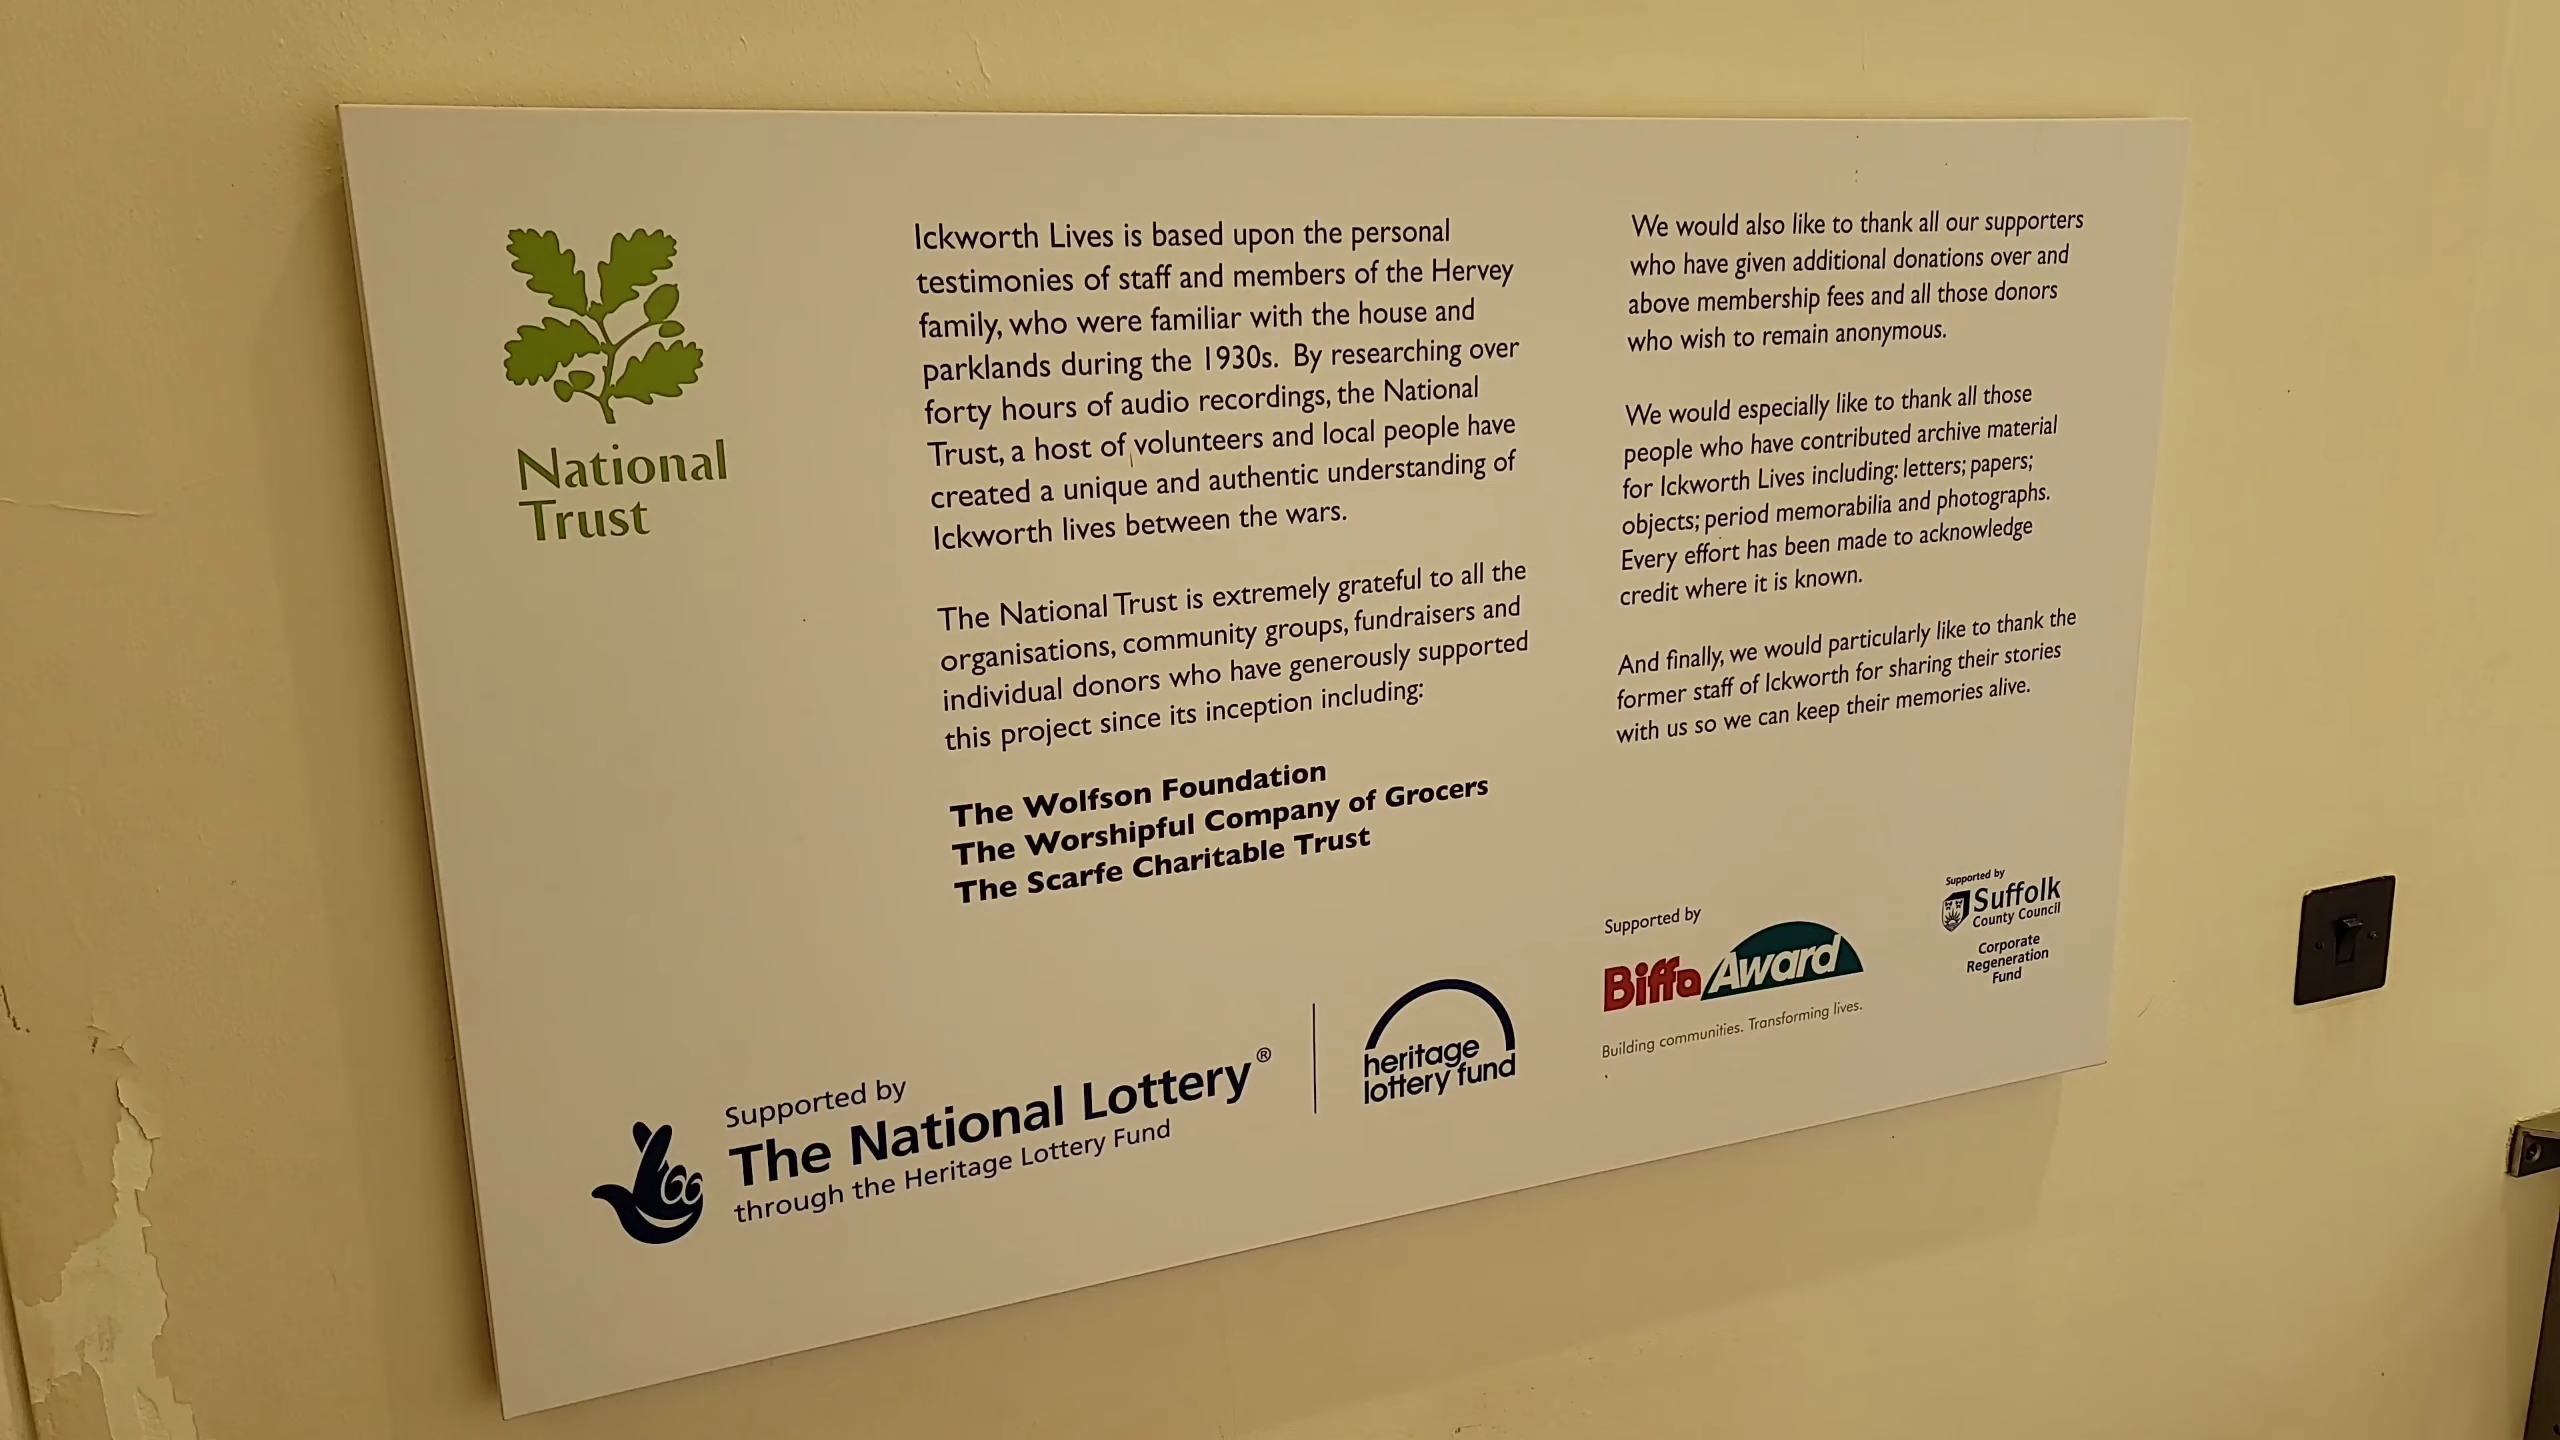 National
Trust
Ickworth Lives is based upon the personal
testimonies of staff and members of the Hervey
family, who were familiar with the house and
parklands during the 1930s. By researching over
forty hours of audio recordings, the National
Trust, a host of volunteers and local people have
created a unique and authentic understanding of
Ickworth lives between the wars.
The National Trust is extremely grateful to all the
organisations, community groups, fundraisers and
individual donors who have generously supported
this project since its inception including:
The Wolfson Foundation
The Worshipful Company of Grocers
The Scarfe Charitable Trust
We would also like to thank all our supporters
who have given additional donations over and
above membership fees and all those donors
who wish to remain anonymous.
We would especially like to thank all those
people who have contributed archive material
for Ickworth Lives including: letters; papers;
objects; period memorabilia and photographs.
Every effort has been made to acknowledge
credit where it is known.
And finally, we would particularly like to thank the
former staff of Ickworth for sharing their stories
with us so we can keep their memories alive.
Supported by
The National Lottery®
through the Heritage Lottery Fund
heritage
lottery fund
Supported by
Biffa Award
Building communities. Transforming lives.
Supported by
Suffolk
County Council
Corporate
Regeneration
Fund